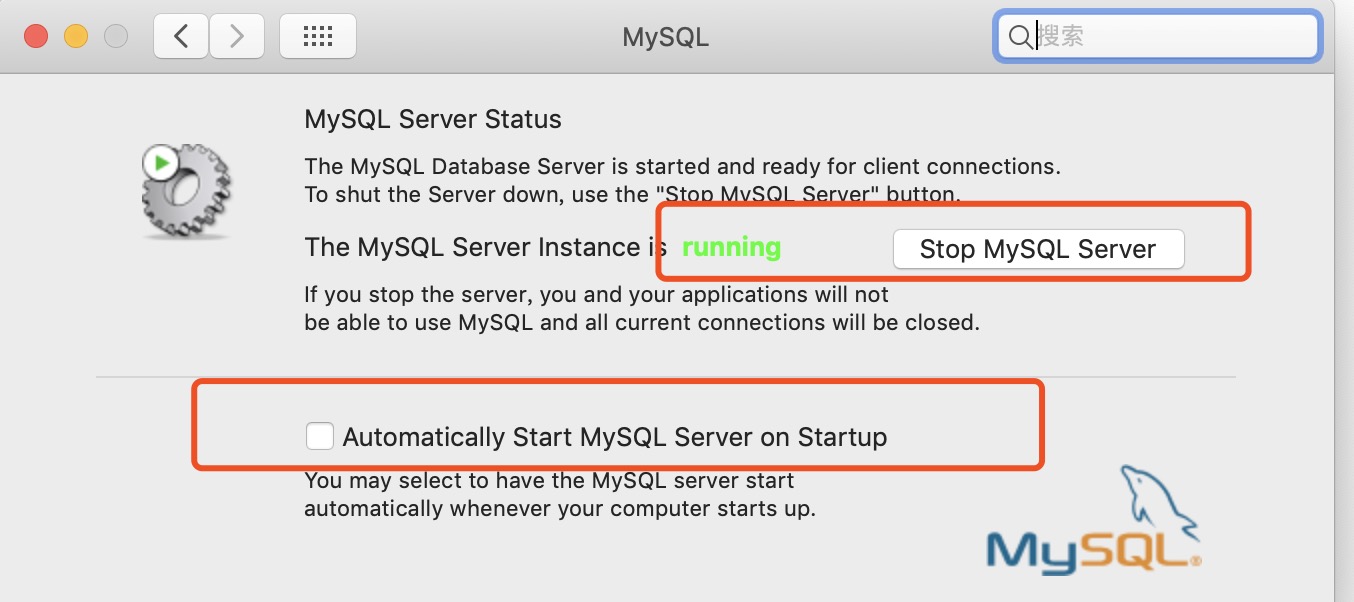 MySQL
搜索
MySQL Server Status
The MySQL Database Server is started and ready for client connections.
To shut the Server down, use the "Stop MySQL Server" button.
The MySQL Server Instance is running
Stop MySQL Server
If you stop the server, you and your applications will not
be able to use MySQL and all current connections will be closed.
Automatically Start MySQL Server on Startup
You may select to have the MySQL server start
automatically whenever your computer starts up.
MySQL®